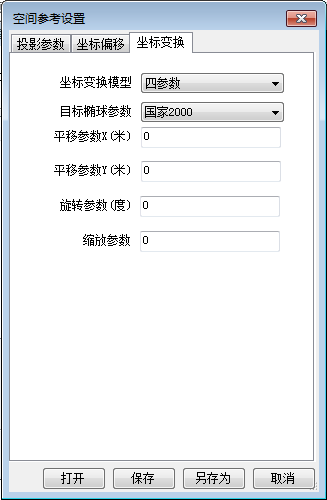 空间参考设置
投影参数 坐标偏移 坐标变换
坐标变换模型 四参数
目标椭球参数 国家2000
平移参数X(米) 0
平移参数Y(米) 0
旋转参数(度) 0
缩放参数 0
打开 保存 另存为 取消